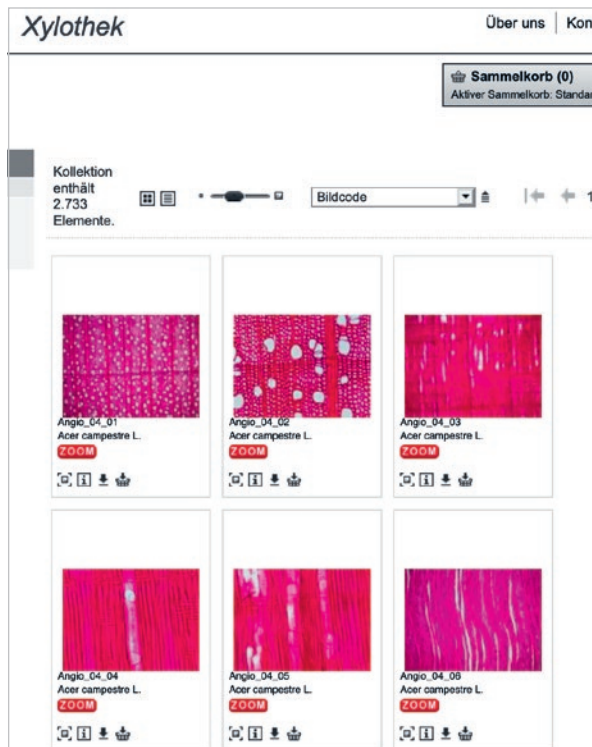 Xylothek
Über uns | Kon
Sammelkorb (0)
Aktiver Sammelkorb: Standar
Kollektion
enthält
2.733
Elemente.
Bildcode
1
Angio_04_01
Acer campestre L.
ZOOM
Angio_04_02
Acer campestre L.
ZOOM
Angio_04_03
Acer campestre L.
ZOOM
Angio_04_04
Acer campestre L.
ZOOM
Angio_04_05
Acer campestre L.
ZOOM
Angio_04_06
Acer campestre L.
ZOOM